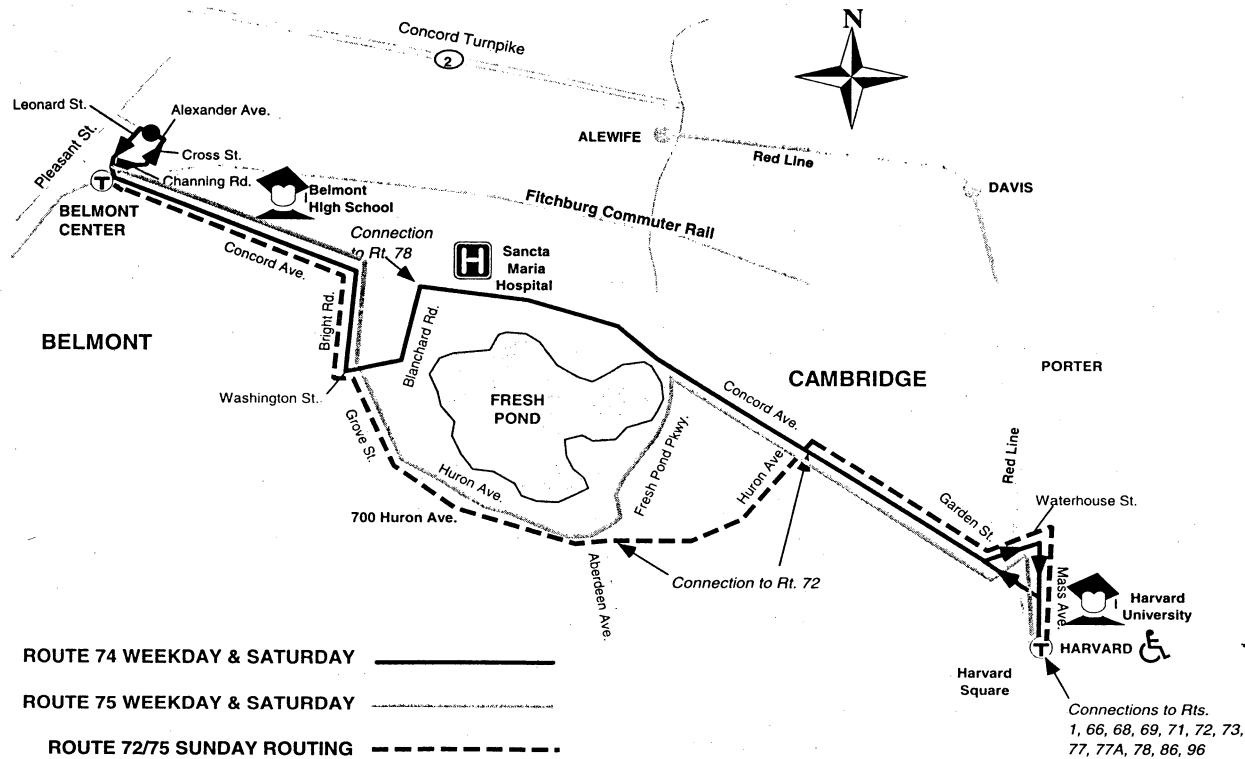 N
Concord Turnpike
2
Leonard St.
Alexander Ave.
Pleasant St.
ALEWIFE
Red Line
Cross St.
Channing Rd.
DAVIS
T
BELMONT
CENTER
Belmont
High School
Fitchburg Commuter Rail
Connection
to Rt. 78
H
Sancta
Maria
Hospital
Concord Ave.
Bright Rd.
Blanchard Rd.
BELMONT
CAMBRIDGE
PORTER
Washington St.
FRESH
POND
Concord Ave.
Grove St.
Fresh Pond Pkwy.
Red Line
Huron Ave.
Huron Ave.
Garden St.
Waterhouse St.
700 Huron Ave.
Connection to Rt. 72
Aberdeen Ave.
Mass Ave.
Harvard
University
T
HARVARD
Harvard
Square
Connections to Rts.
1, 66, 68, 69, 71, 72, 73,
77, 77A, 78, 86, 96
ROUTE 74 WEEKDAY & SATURDAY
ROUTE 75 WEEKDAY & SATURDAY
ROUTE 72/75 SUNDAY ROUTING